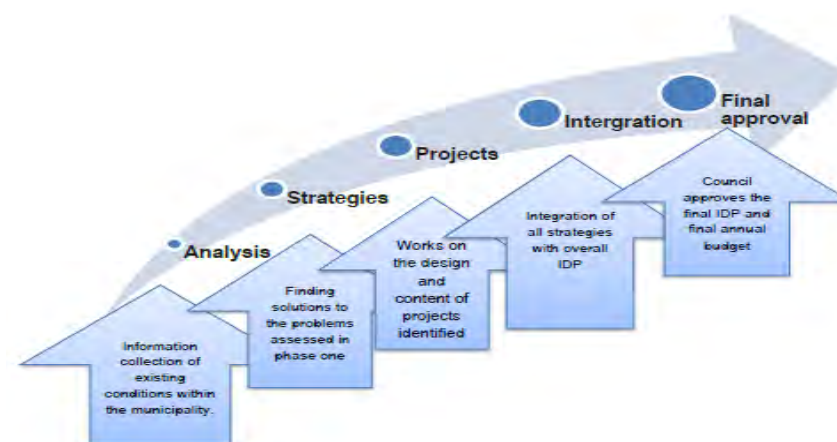 Analysis
Strategies
Projects
Intergration
Final
approval
Information
collection of
existing
conditions within
the municipality.
Finding
solutions to
the problems
assessed in
phase one
Works on
the design
and
content of
projects
identified
Integration of
all strategies
with overall
IDP
Council
approves the
final IDP and
final annual
budget